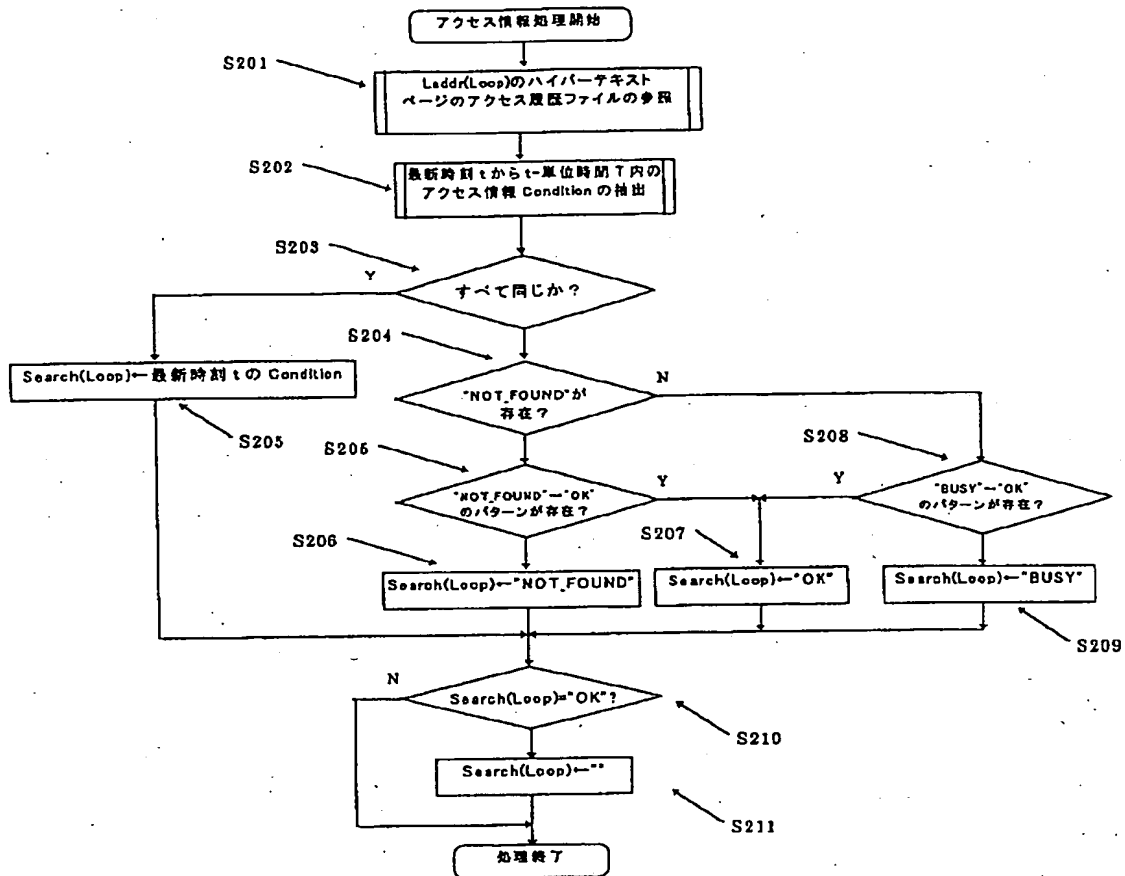 アクセス情報処理開始
S201
Laddr(Loop)のハイパーテキスト
ページのアクセス履歴ファイルの参照
S202
最新時刻tからt-単位時間T内の
アクセス情報Conditionの抽出
S203
Y
すべて同じか?
S204
Search(Loop)←最新時刻tのCondition
N
"NOT_FOUND"が
存在?
S205
S205
S208
"NOT_FOUND"→"OK"
のパターンが存在?
Y
Y
"BUSY"→"OK"
のパターンが存在?
S206
S207
Search(Loop)←"NOT_FOUND"
Search(Loop)←"OK"
Search(Loop)←"BUSY"
S209
N
Search(Loop)="OK"?
S210
Search(Loop)←""
S211
処理終了